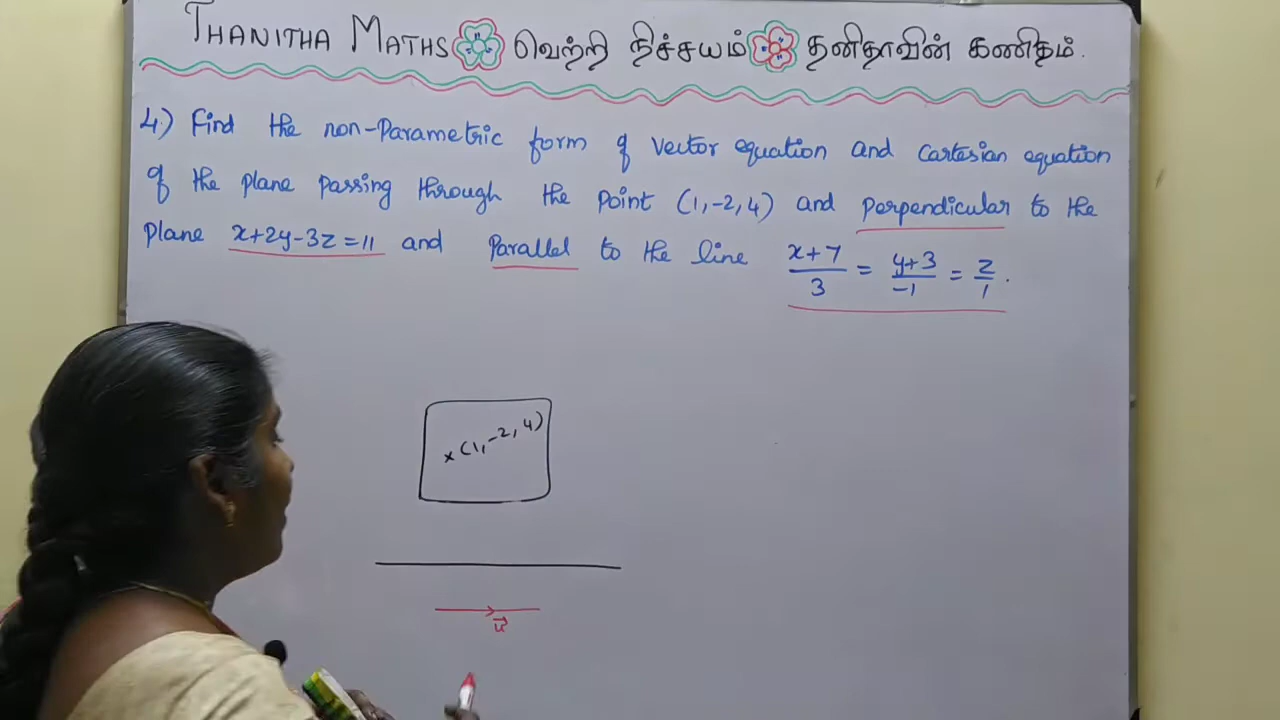 THANITHA MATHS வெற்றி நிச்சயம் தனிதாவின் கணிதம்.
4.) Find the non-Parametric form of vector equation and cartesian equation
of the plane passing through the point (1,-2,4) and perpendicular to the
plane x+2y-3z=11 and parallel to the line x+7/3 = y+3/-1 = z/1.
x(1,-2,4)
u⃗